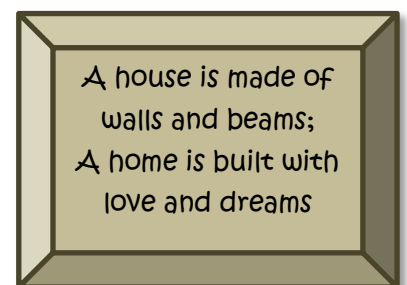 A house is made of
walls and beams;
A home is built with
love and dreams